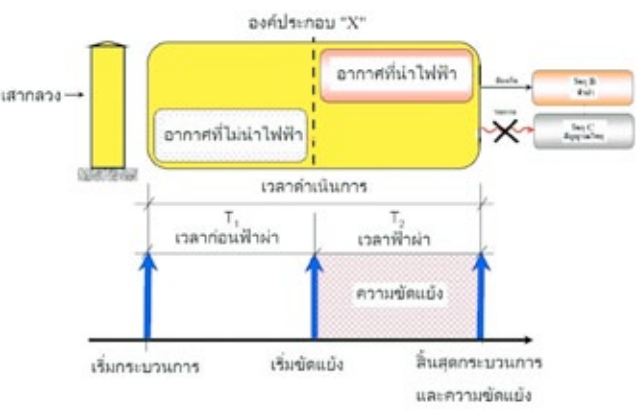 องค์ประกอบ "X"
เสากลวง
อากาศที่นำไฟฟ้า
อากาศที่ไม่นำไฟฟ้า
วัตถุ B
วัตถุ C
เวลาดำเนินการ
T1
เวลาก่อนฟ้าผ่า
T2
เวลาฟ้าผ่า
ความขัดแย้ง
เริ่มกระบวนการ
เริ่มขัดแย้ง
สิ้นสุดกระบวนการ
และความขัดแย้ง